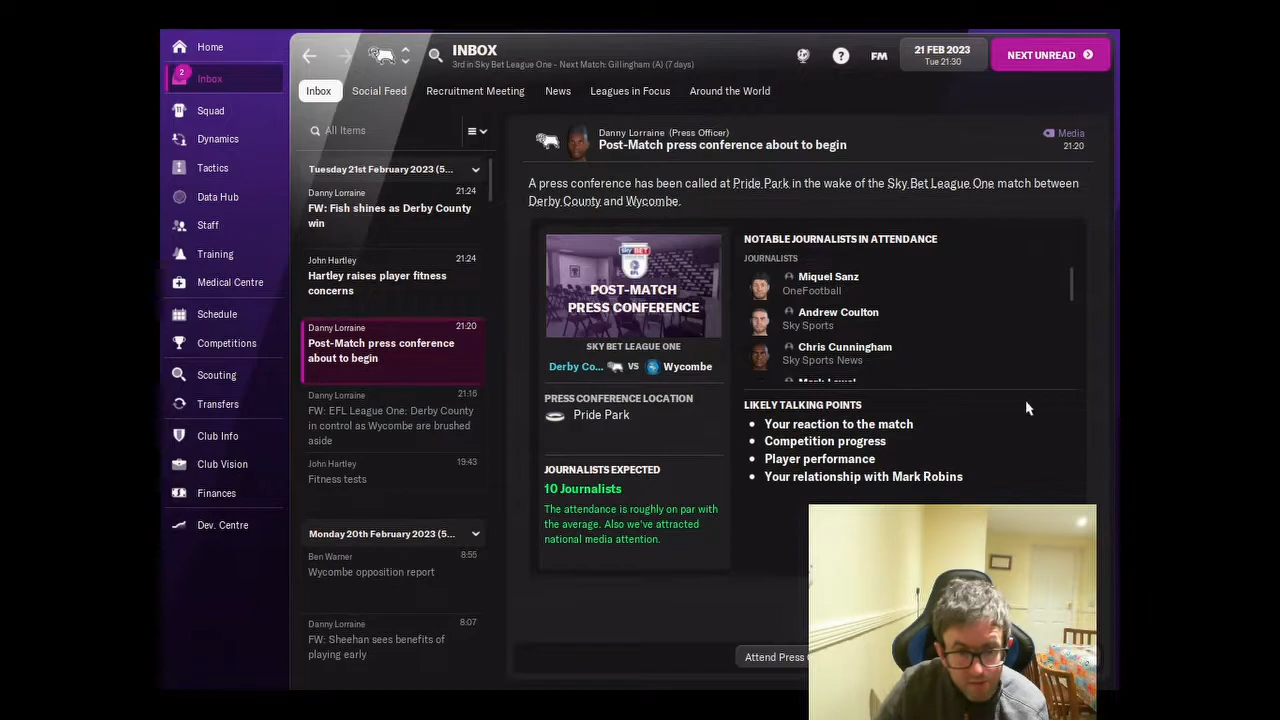 Home
2
Inbox
Squad
Dynamics
Tactics
Data Hub
Staff
Training
Medical Centre
Schedule
Competitions
Scouting
Transfers
Club Info
Club Vision
Finances
Dev. Centre
INBOX
3rd in Sky Bet League One - Next Match: Gillingham (A) (7 days)
?
FM
21 FEB 2023
Tue 21:30
NEXT UNREAD
Inbox
Social Feed
Recruitment Meeting
News
Leagues in Focus
Around the World
All Items
Tuesday 21st February 2023 (5...
Danny Lorraine 21:24
FW: Fish shines as Derby County
win
John Hartley 21:24
Hartley raises player fitness
concerns
Danny Lorraine 21:20
Post-Match press conference
about to begin
Danny Lorraine 21:16
FW: EFL League One: Derby County
in control as Wycombe are brushed
aside
John Hartley 19:43
Fitness tests
Monday 20th February 2023 (5...
Ben Warner 8:55
Wycombe opposition report
Danny Lorraine 8:07
FW: Sheehan sees benefits of
playing early
Danny Lorraine (Press Officer)
Post-Match press conference about to begin
Media
21:20
A press conference has been called at Pride Park in the wake of the Sky Bet League One match between
Derby County and Wycombe.
sky BET
EFL
POST-MATCH
PRESS CONFERENCE
SKY BET LEAGUE ONE
Derby Co... VS Wycombe
PRESS CONFERENCE LOCATION
Pride Park
JOURNALISTS EXPECTED
10 Journalists
The attendance is roughly on par with
the average. Also we've attracted
national media attention.
NOTABLE JOURNALISTS IN ATTENDANCE
JOURNALISTS
Miquel Sanz
OneFootball
Andrew Coulton
Sky Sports
Chris Cunningham
Sky Sports News
LIKELY TALKING POINTS
Your reaction to the match
Competition progress
Player performance
Your relationship with Mark Robins
Attend Press